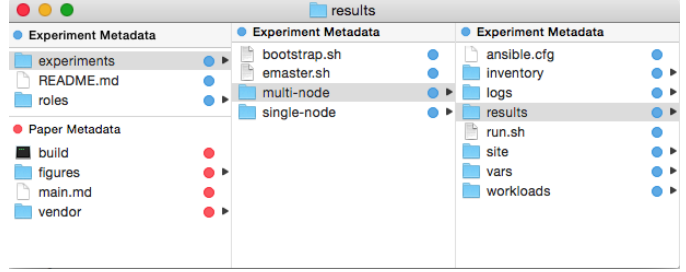 results
Experiment Metadata
experiments
README.md
roles
Paper Metadata
build
figures
main.md
vendor
Experiment Metadata
bootstrap.sh
emaster.sh
multi-node
single-node
Experiment Metadata
ansible.cfg
inventory
logs
results
run.sh
site
vars
workloads